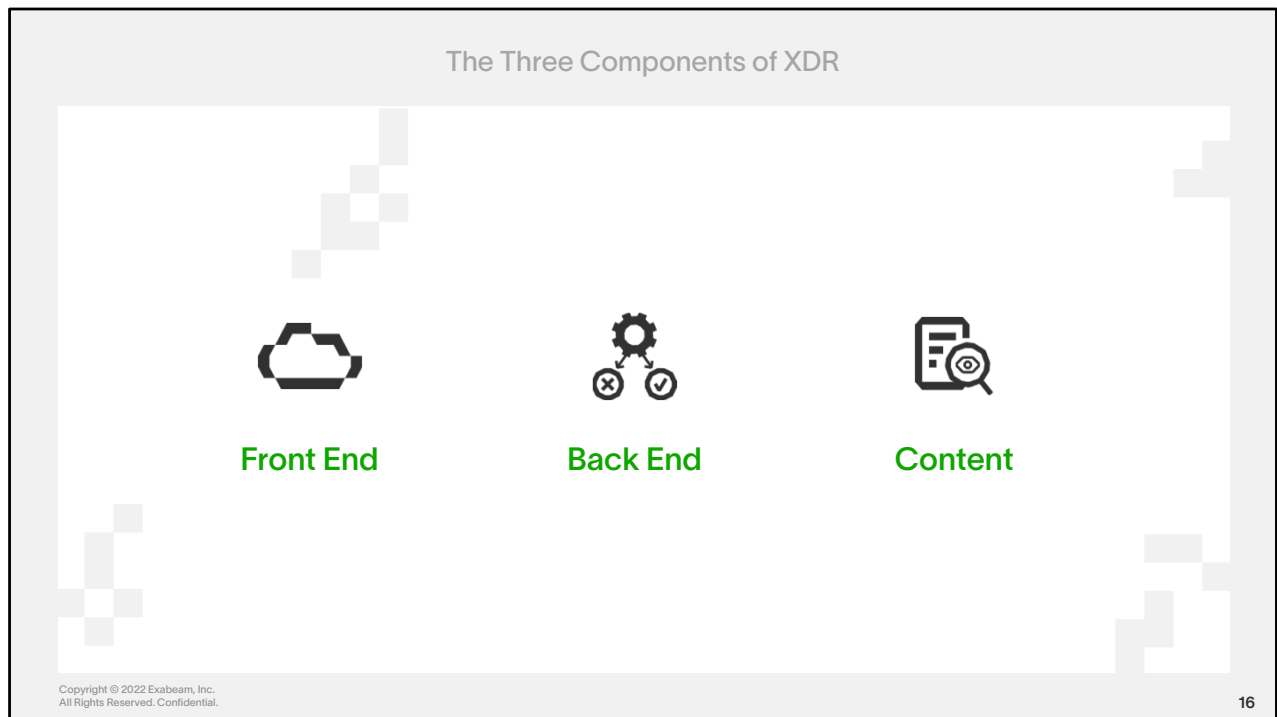 The Three Components of XDR
Front End
Back End
Content
Copyright © 2022 Exabeam, Inc.
All Rights Reserved. Confidential.
16